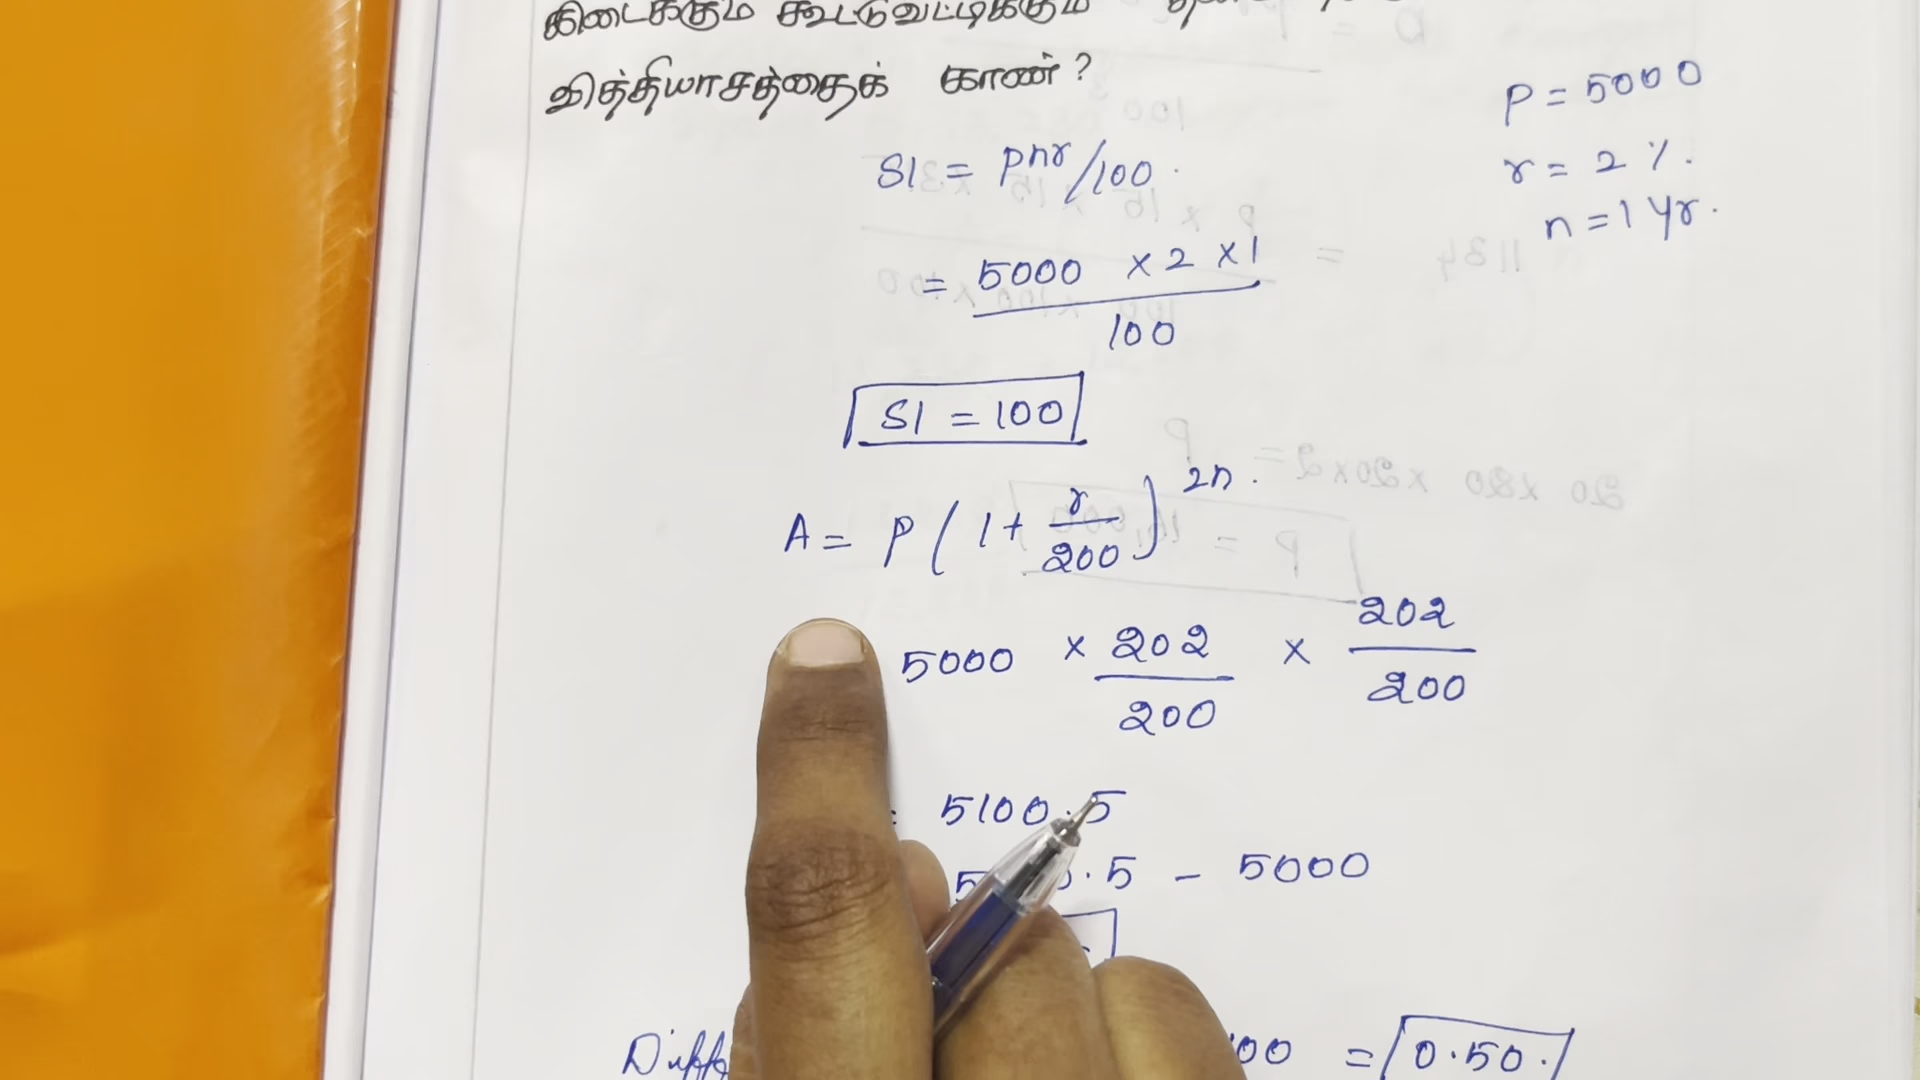 கிடைக்கும் கூட்டுவட்டிக்கும்
வித்தியாசத்தைக் காண்?
P = 5000
r = 2 %.
n = 1 yr.
SI = pnr/100.
= 5000 × 2 × 1
100
SI = 100
A = P ( 1 + r/200 )^2n.
5000 × 202/200 × 202/200
= 5100.5
.5 - 5000
= 0.50.